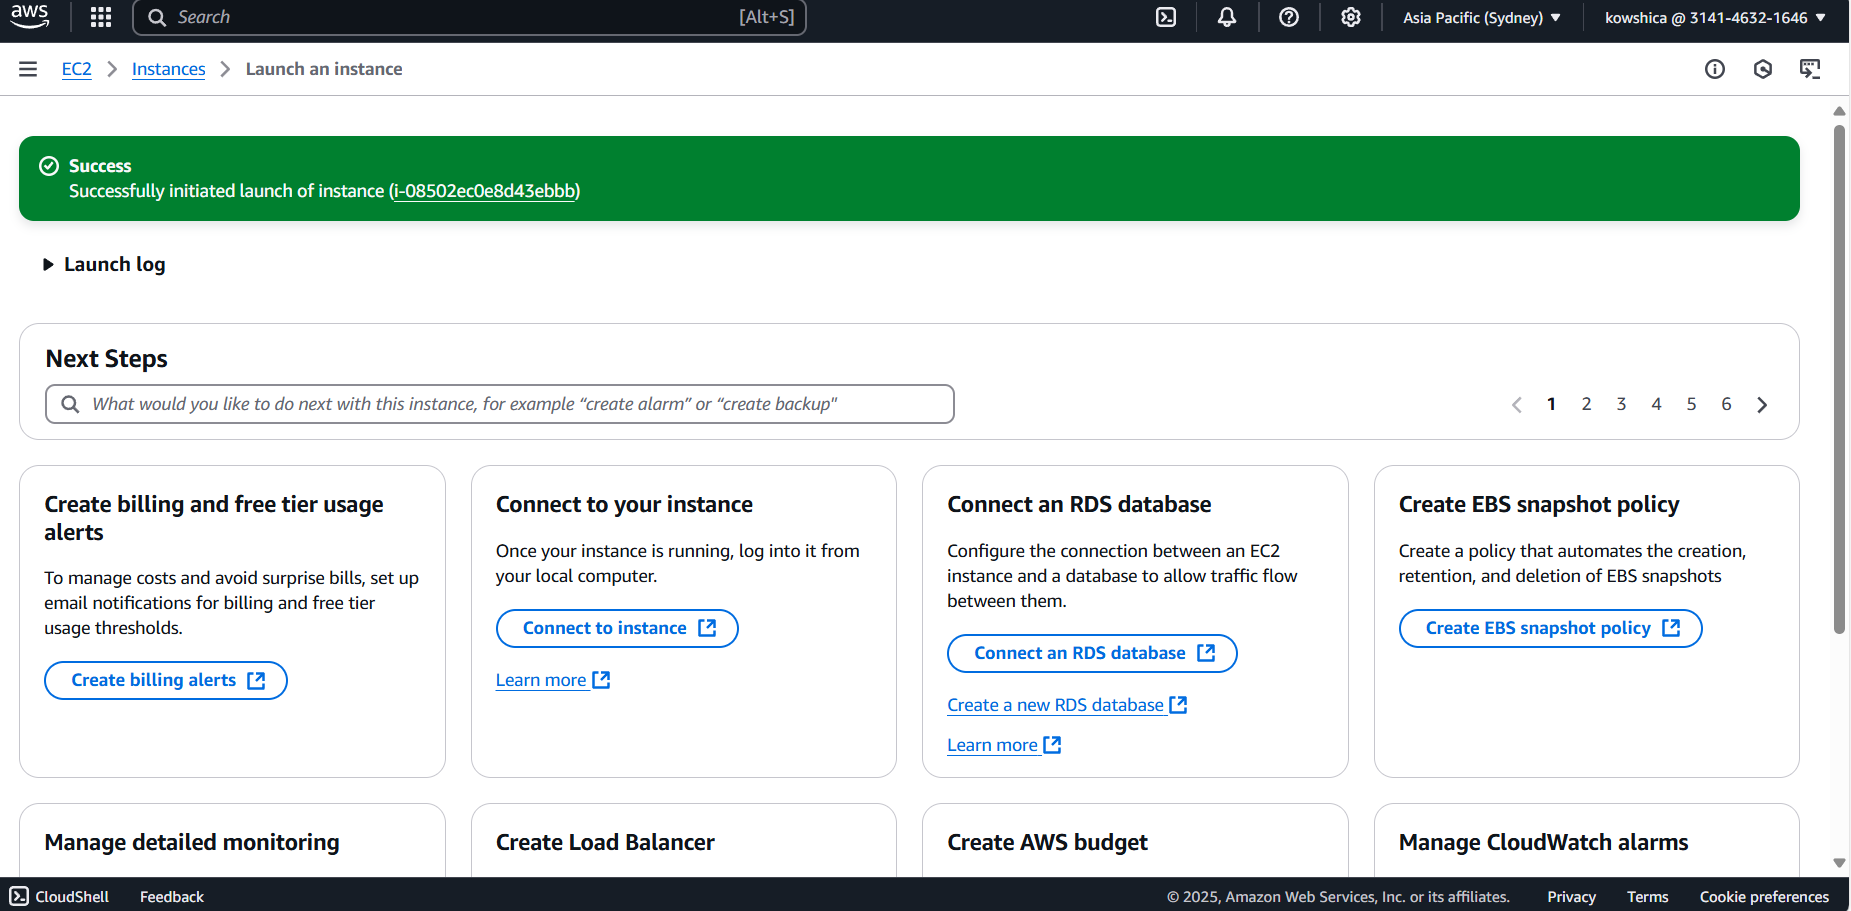 aws
Search
[Alt+S]
Asia Pacific (Sydney)
kowshica @ 3141-4632-1646
EC2
Instances
Launch an instance
Success
Successfully initiated launch of instance (i-08502ec0e8d43ebbb)
Launch log
Next Steps
What would you like to do next with this instance, for example “create alarm” or “create backup"
1 2 3 4 5 6
Create billing and free tier usage
alerts
To manage costs and avoid surprise bills, set up
email notifications for billing and free tier
usage thresholds.
Create billing alerts
Connect to your instance
Once your instance is running, log into it from
your local computer.
Connect to instance
Learn more
Connect an RDS database
Configure the connection between an EC2
instance and a database to allow traffic flow
between them.
Connect an RDS database
Create a new RDS database
Learn more
Create EBS snapshot policy
Create a policy that automates the creation,
retention, and deletion of EBS snapshots
Create EBS snapshot policy
Manage detailed monitoring
Create Load Balancer
Create AWS budget
Manage CloudWatch alarms
CloudShell
Feedback
© 2025, Amazon Web Services, Inc. or its affiliates.
Privacy
Terms
Cookie preferences